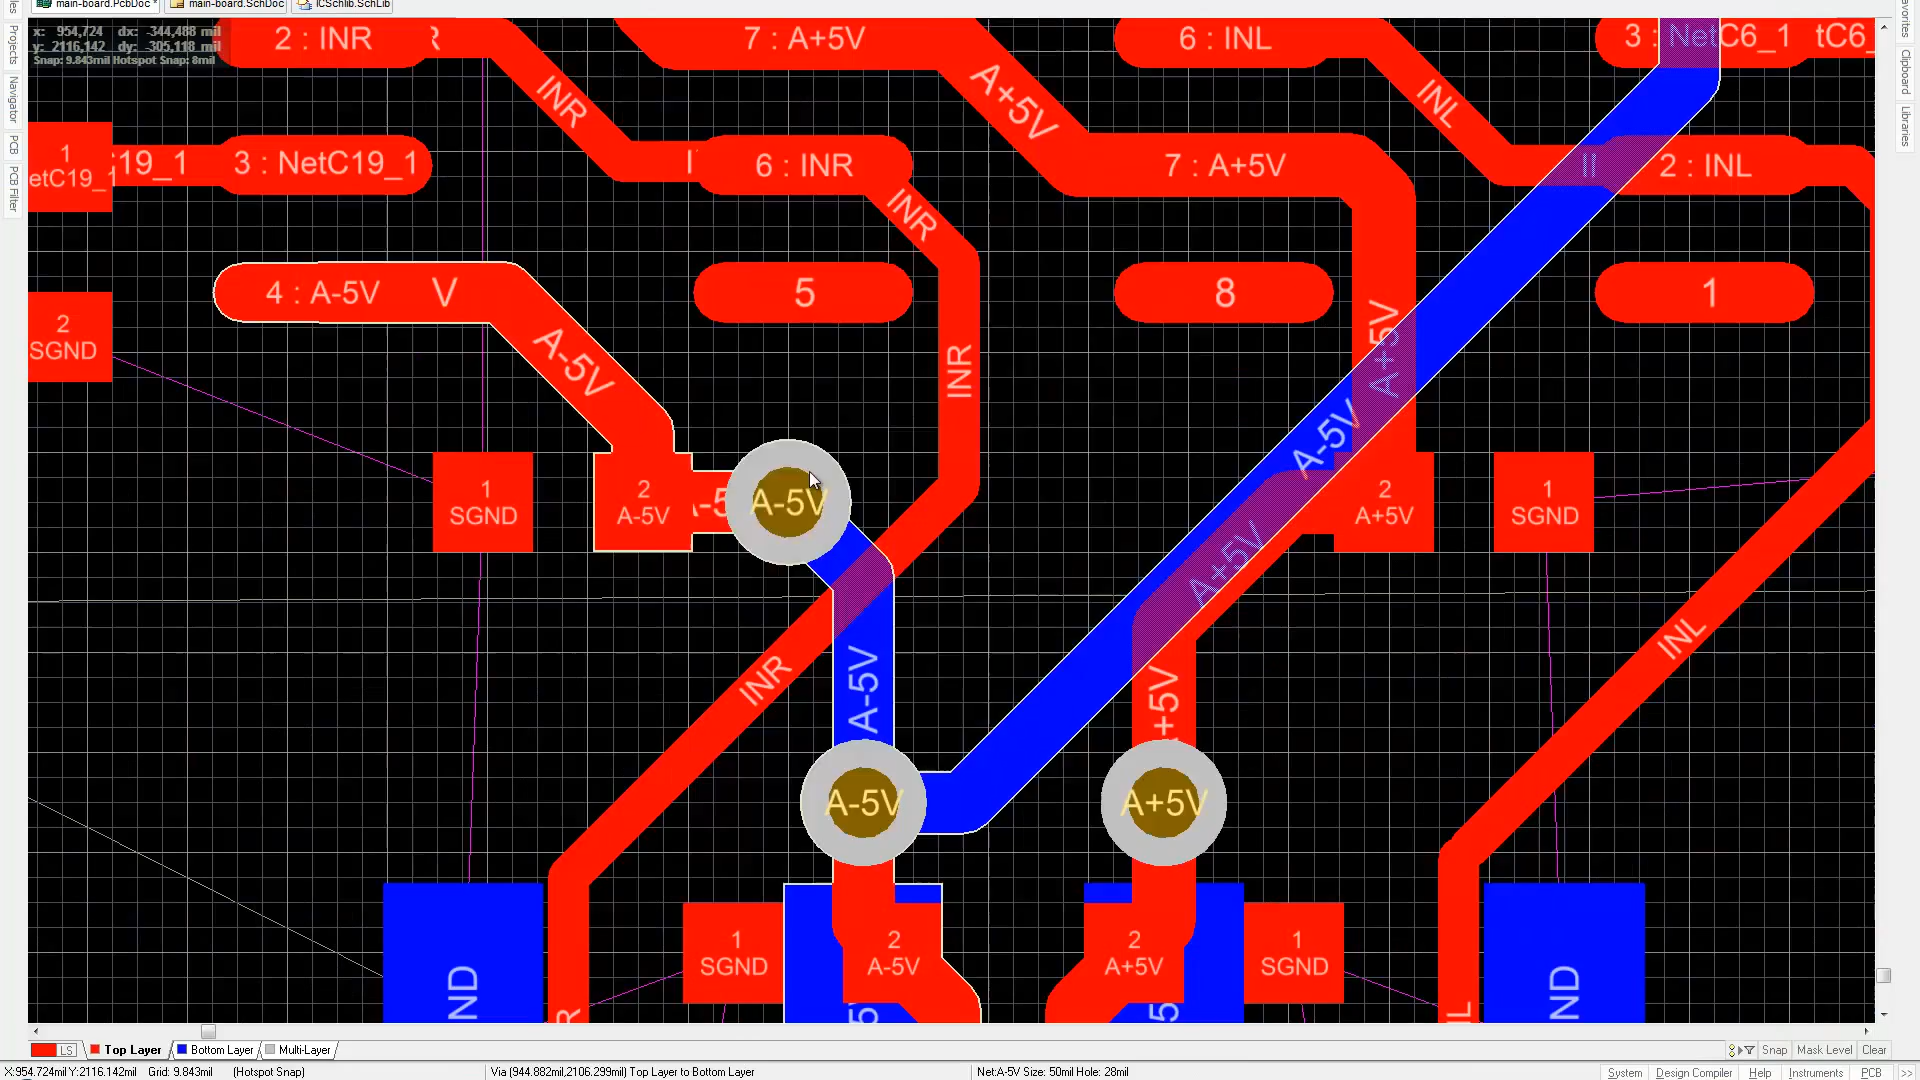 main-board.PcbDoc *
main-board.SchDoc
ICSchlib.SchLib
x: 954,724 dx: -344,488 mil
y: 2116,142 dy: -305,118 mil
Snap: 9.843mil Hotspot Snap: 8mil
Projects
Navigator
PCB
PCB Filter
Clipboard
Libraries
2 : INR
7 : A+5V
6 : INL
3 : NetC6_1
tC6_
INR
A+5V
INL
1
etC19_1
19_1
3 : NetC19_1
6 : INR
7 : A+5V
2 : INL
INR
4 : A-5V
V
5
8
1
2
SGND
A-5V
INR
A+5V
A-5V
1
SGND
2
A-5V
A-5V
2
A+5V
1
SGND
A+5V
INR
A-5V
+5V
INL
A-5V
A+5V
1
SGND
2
A-5V
2
A+5V
1
SGND
ND
R
5V
5
IL
ND
LS
Top Layer
Bottom Layer
Multi-Layer
Snap
Mask Level
Clear
X:954.724mil Y:2116.142mil Grid: 9.843mil (Hotspot Snap)
Via (944.882mil,2106.299mil) Top Layer to Bottom Layer
Net:A-5V Size: 50mil Hole: 28mil
System
Design Compiler
Help
Instruments
PCB
>>